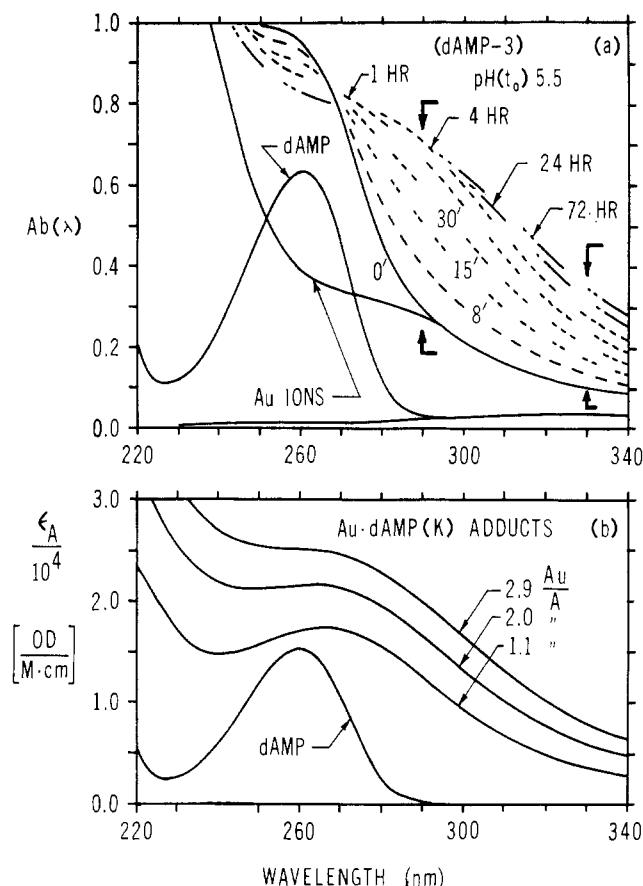 1.0
0.8
0.6
Ab(λ)
0.4
0.2
0.0
(dAMP-3)
(a)
pH(t₀) 5.5
1 HR
4 HR
24 HR
72 HR
dAMP
0′
30′
15′
8′
Au IONS
220
260
300
340
3.0
2.0
1.0
0.0
ϵA
10⁴
[OD
M·cm]
Au·dAMP(K) ADDUCTS
(b)
2.9 Au
A
2.0 "
1.1 "
dAMP
220
260
300
340
WAVELENGTH (nm)